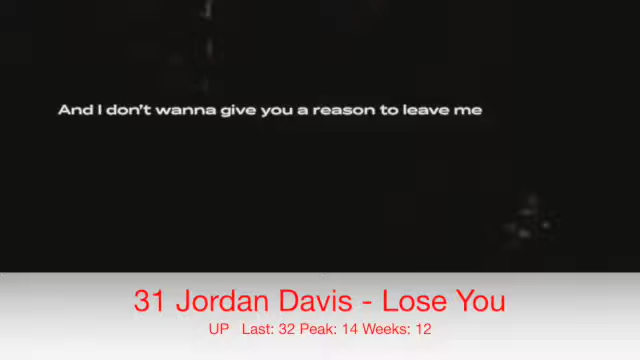 And I don't wanna give you a reason to leave me
31 Jordan Davis - Lose You
UP Last: 32 Peak: 14 Weeks: 12